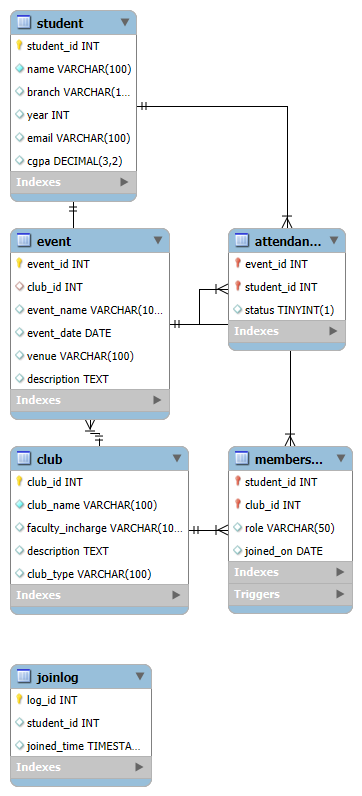 student
student_id INT
name VARCHAR(100)
branch VARCHAR(1...
year INT
email VARCHAR(100)
cgpa DECIMAL(3,2)
Indexes
event
event_id INT
club_id INT
event_name VARCHAR(10...
event_date DATE
venue VARCHAR(100)
description TEXT
Indexes
attendan...
event_id INT
student_id INT
status TINYINT(1)
Indexes
club
club_id INT
club_name VARCHAR(100)
faculty_incharge VARCHAR(10...
description TEXT
club_type VARCHAR(100)
Indexes
members...
student_id INT
club_id INT
role VARCHAR(50)
joined_on DATE
Indexes
Triggers
joinlog
log_id INT
student_id INT
joined_time TIMESTA...
Indexes